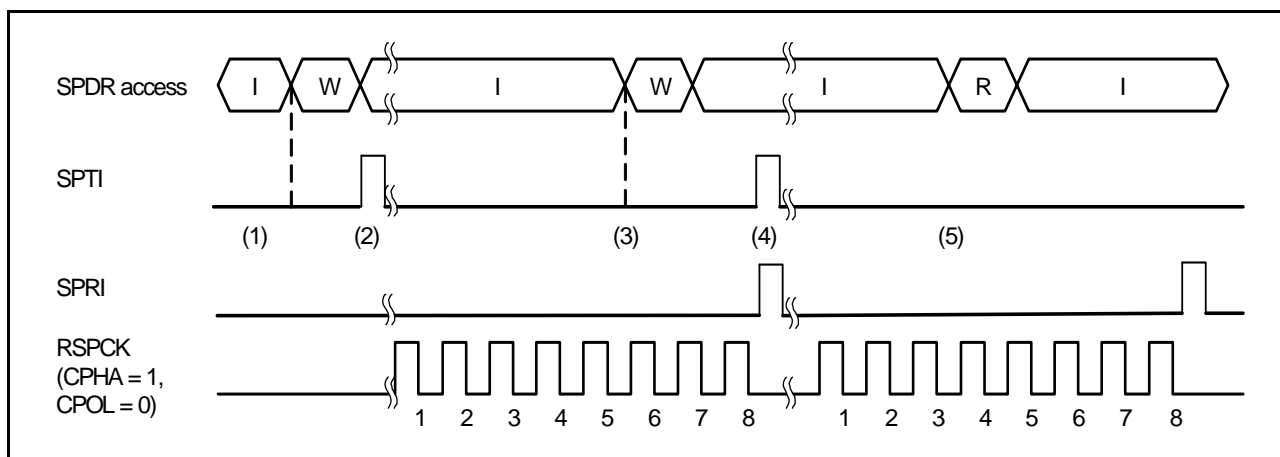 SPDR access I W I W I R I
SPTI
(1) (2) (3) (4) (5)
SPRI
RSPCK
(CPHA = 1,
CPOL = 0)
1 2 3 4 5 6 7 8 1 2 3 4 5 6 7 8